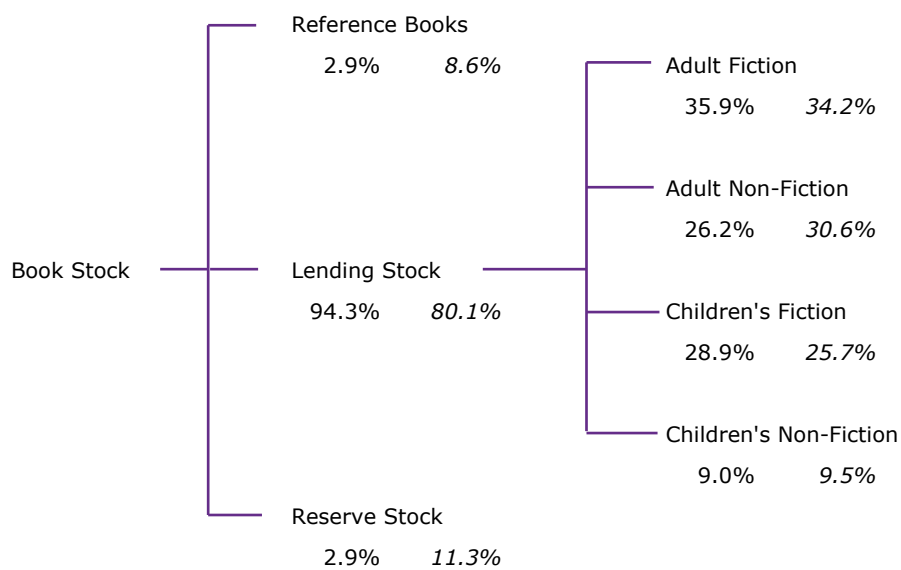 Reference Books
2.9% 8.6%
Adult Fiction
35.9% 34.2%
Adult Non-Fiction
26.2% 30.6%
Book Stock
Lending Stock
94.3% 80.1%
Children's Fiction
28.9% 25.7%
Children's Non-Fiction
9.0% 9.5%
Reserve Stock
2.9% 11.3%